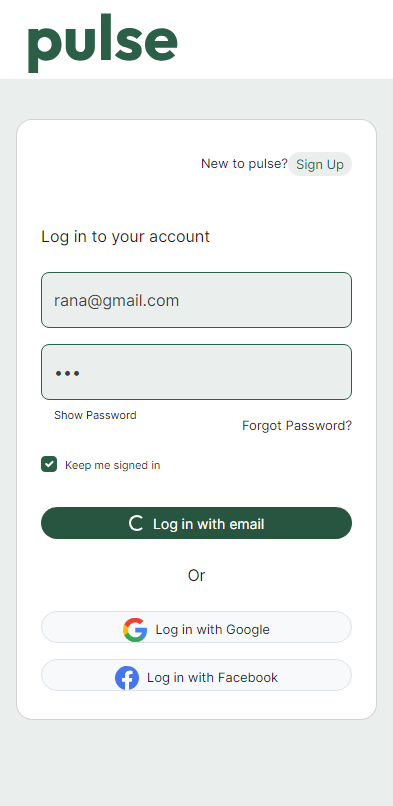 pulse
New to pulse? Sign Up
Log in to your account
rana@gmail.com
•••
Show Password
Forgot Password?
Keep me signed in
Log in with email
Or
Log in with Google
Log in with Facebook